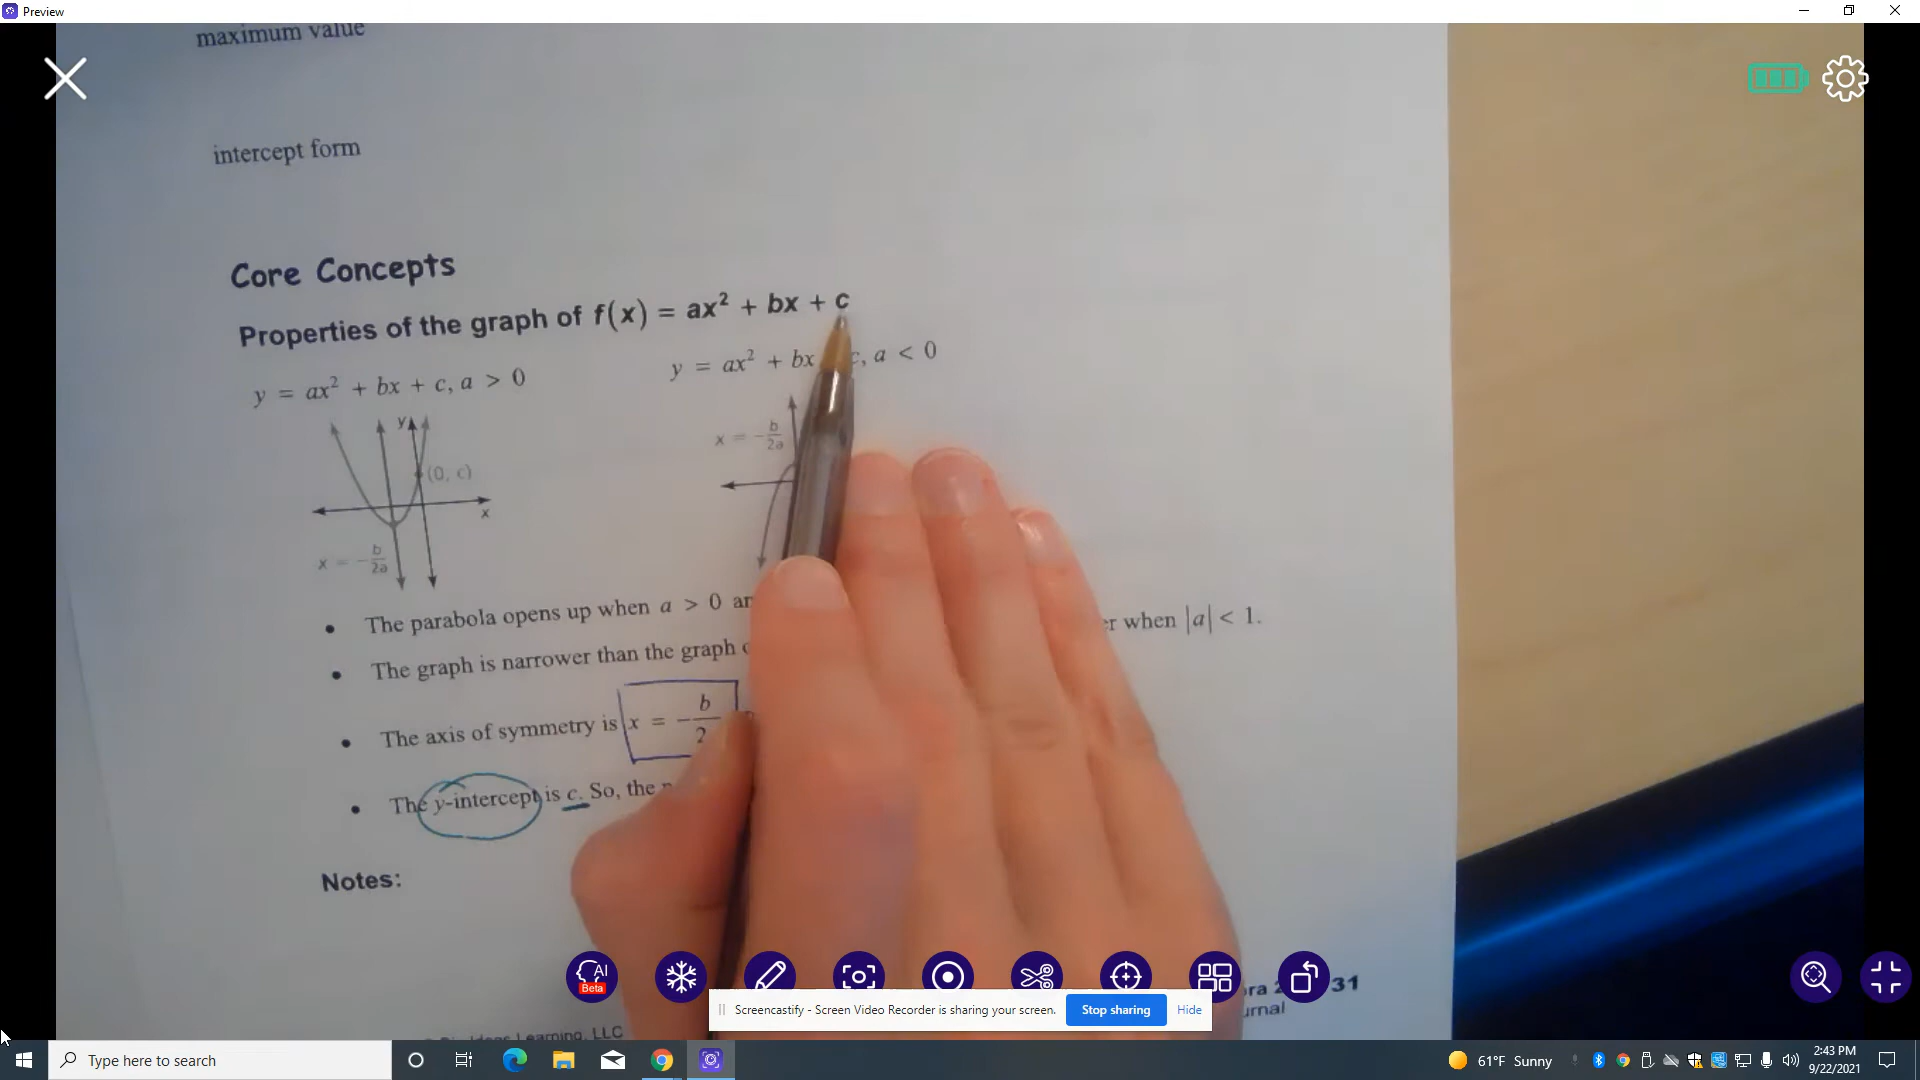 Preview
maximum value
intercept form
Core Concepts
Properties of the graph of f(x) = ax² + bx + c
y = ax² + bx + c, a > 0
y = ax² + bx c, a < 0
y
(0, c)
x
x = -b/2a
x = -b/2a
The parabola opens up when a > 0
when |a| < 1.
The graph is narrower than the graph
The axis of symmetry is x = -b/2
The y-intercept is c. So, the
Notes:
31
Learning, LLC
AI
Beta
Screencastify - Screen Video Recorder is sharing your screen.
Stop sharing
Hide
Type here to search
61°F Sunny
2:43 PM
9/22/2021